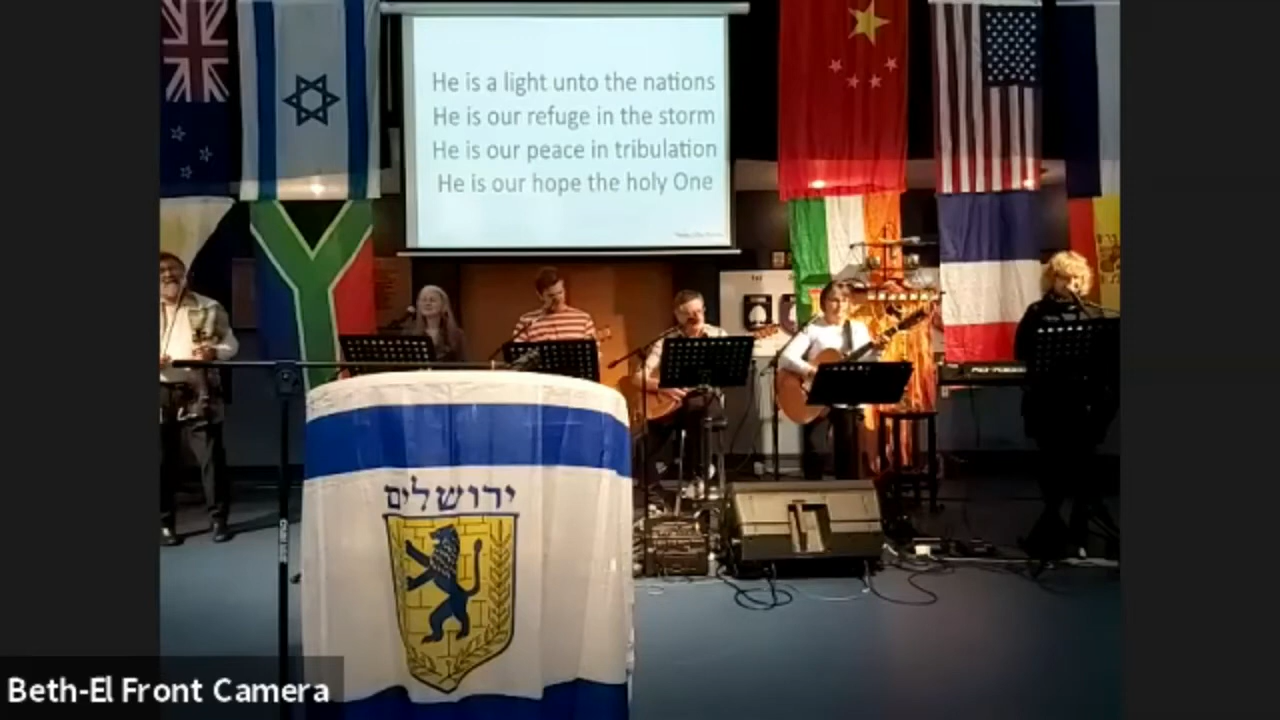 He is a light unto the nations
He is our refuge in the storm
He is our peace in tribulation
He is our hope the holy One
ירושלים
Beth-El Front Camera